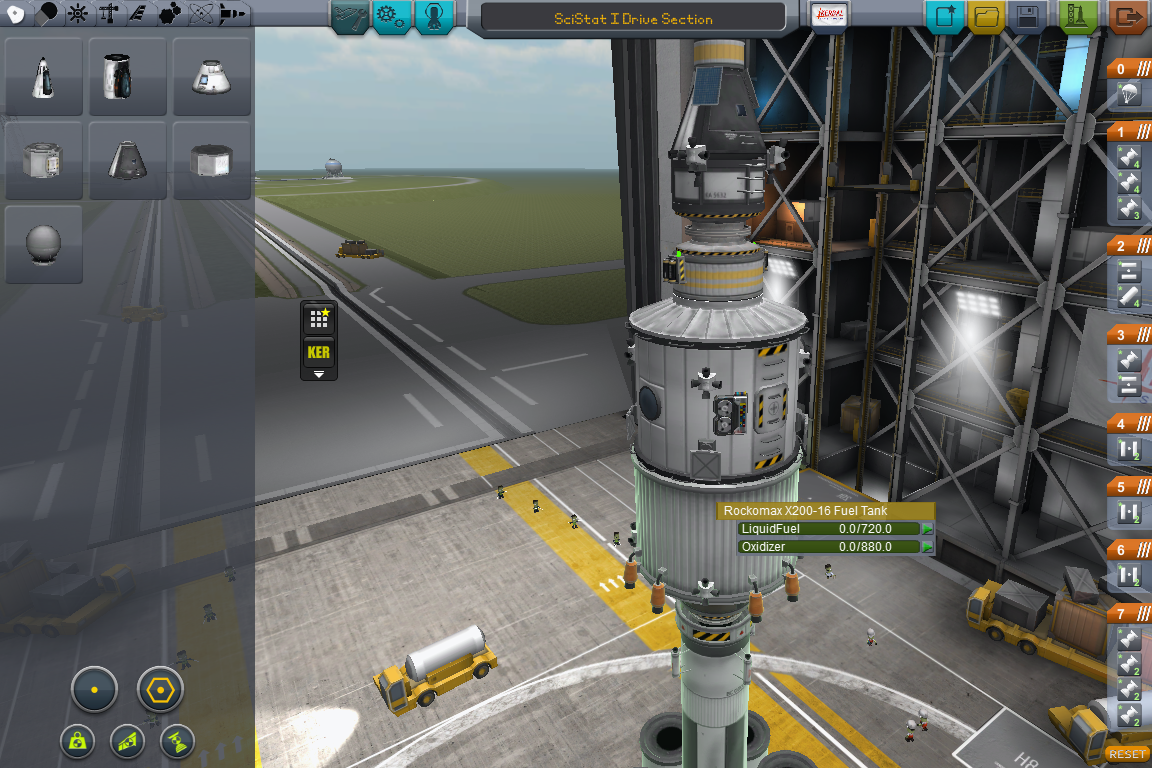 SciStat I Drive Section
KERBAL
0
1
4
4
3
2
4
KER
3
4
2
5
2
Rockomax X200-16 Fuel Tank
LiquidFuel 0.0/720.0
Oxidizer 0.0/880.0
6
2
7
2
2
2
H8
RESET